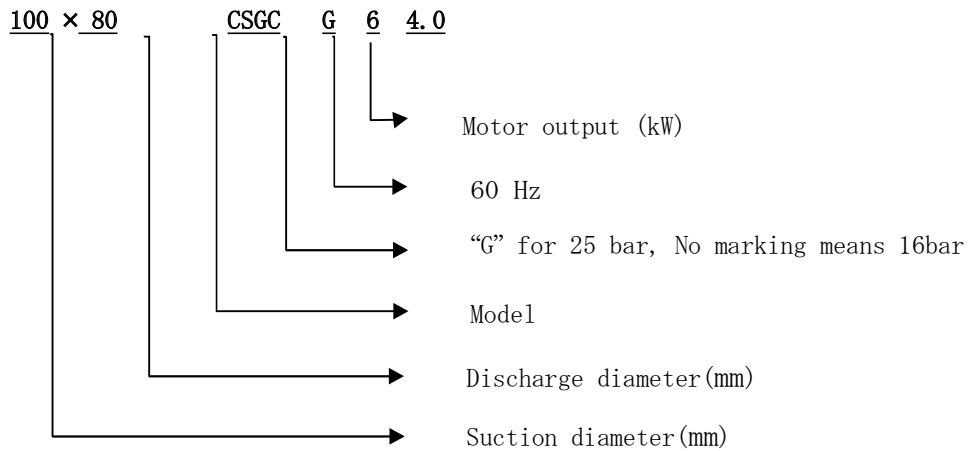 100 × 80 CSGC G 6 4.0
Motor output (kW)
60 Hz
“G” for 25 bar, No marking means 16bar
Model
Discharge diameter(mm)
Suction diameter(mm)